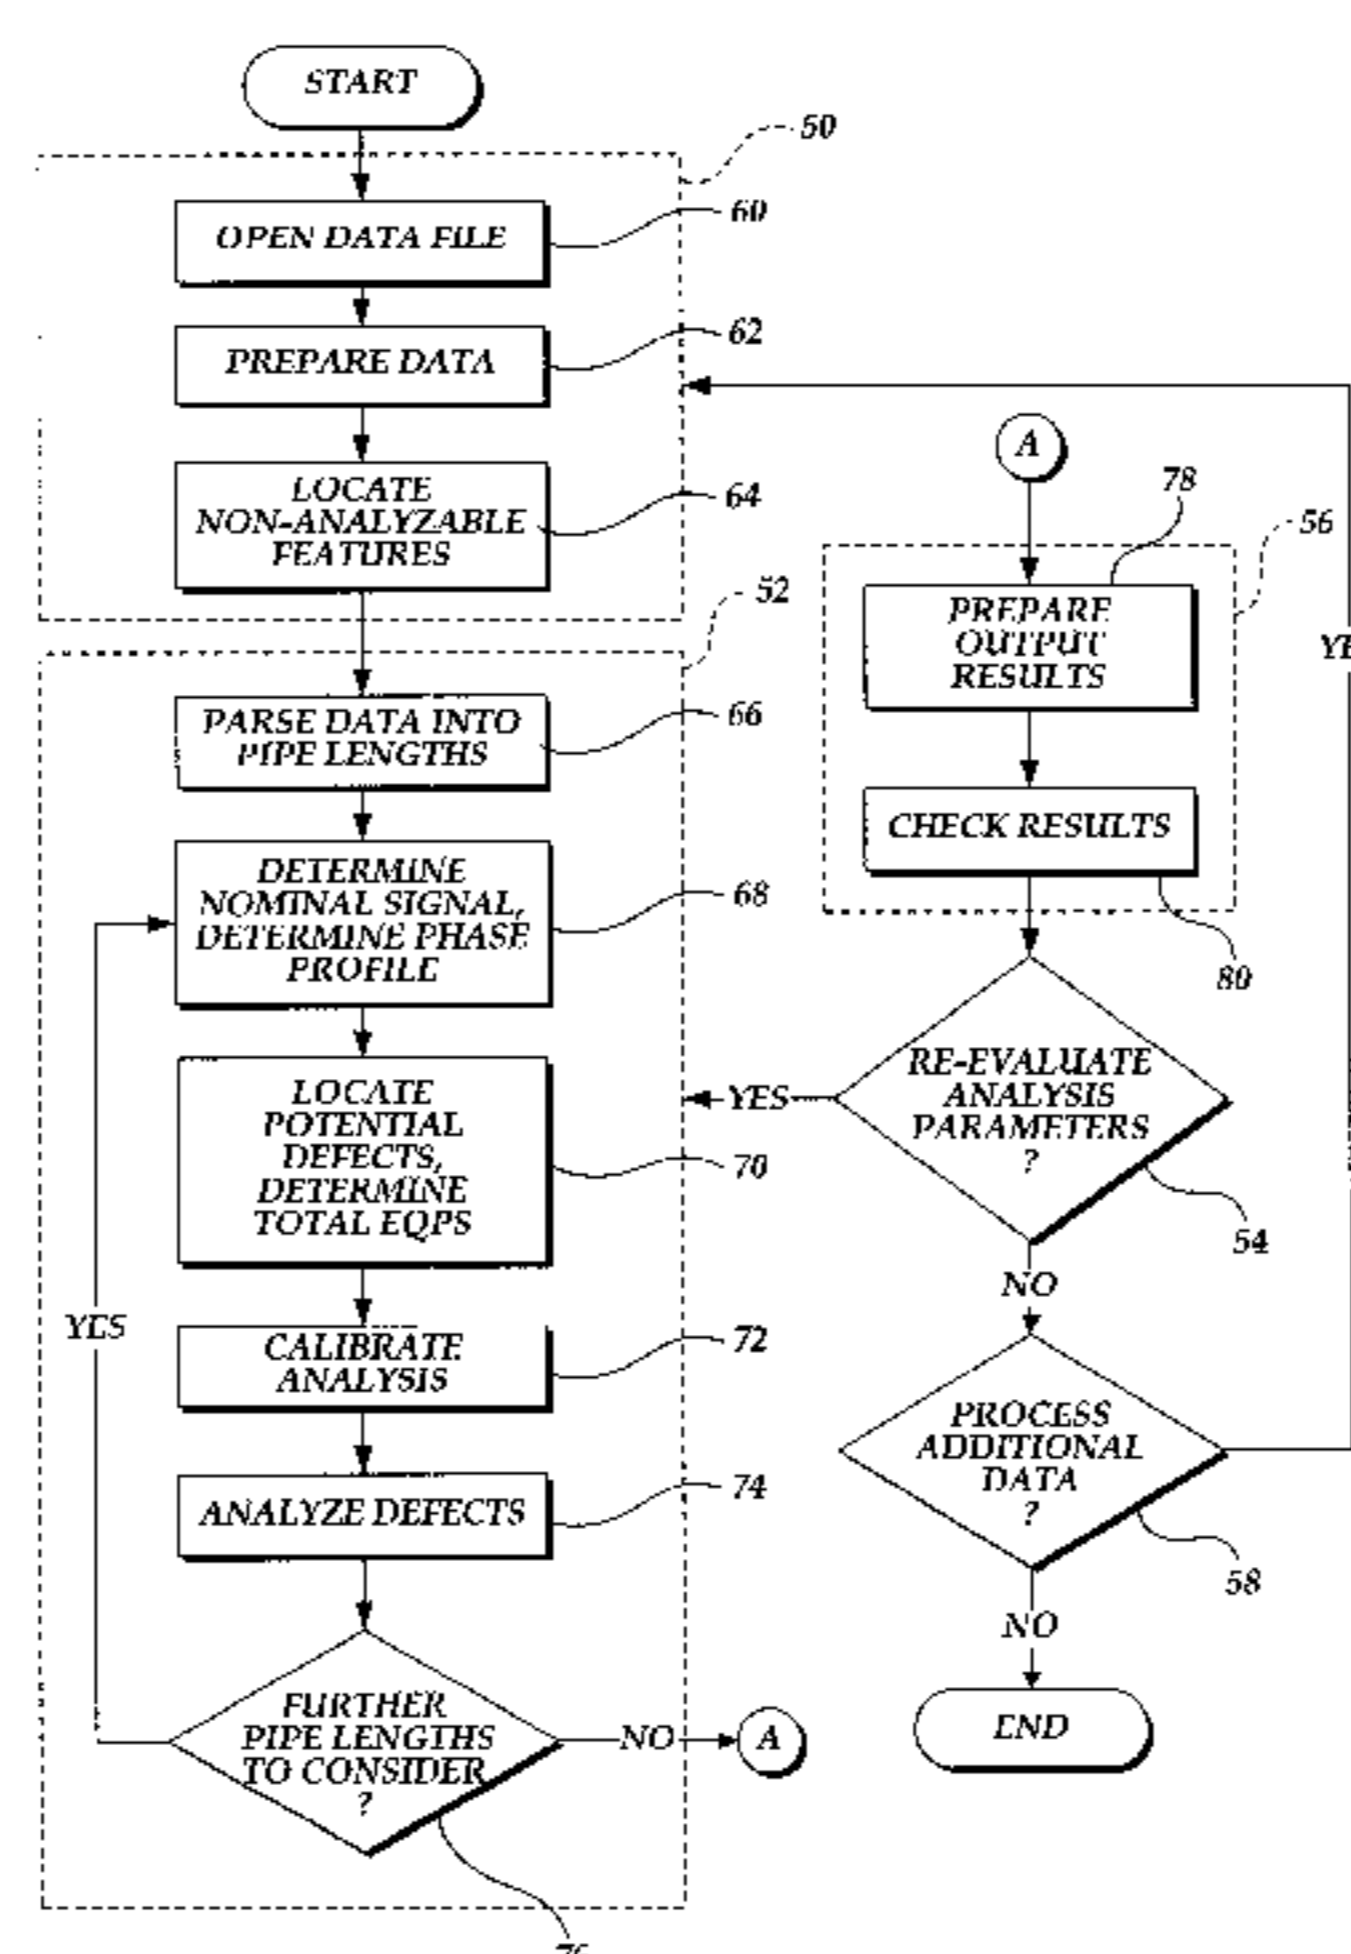 START
50
OPEN DATA FILE
60
PREPARE DATA
62
LOCATE
NON-ANALYZABLE
FEATURES
64
52
PARSE DATA INTO
PIPE LENGTHS
66
DETERMINE
NOMINAL SIGNAL,
DETERMINE PHASE
PROFILE
68
LOCATE
POTENTIAL
DEFECTS,
DETERMINE
TOTAL EQPS
70
YES
CALIBRATE
ANALYSIS
72
ANALYZE DEFECTS
74
FURTHER
PIPE LENGTHS
TO CONSIDER
?
NO
A
A
78
56
PREPARE
OUTPUT
RESULTS
CHECK RESULTS
80
RE-EVALUATE
ANALYSIS
PARAMETERS
?
YES
54
NO
PROCESS
ADDITIONAL
DATA
?
58
NO
END